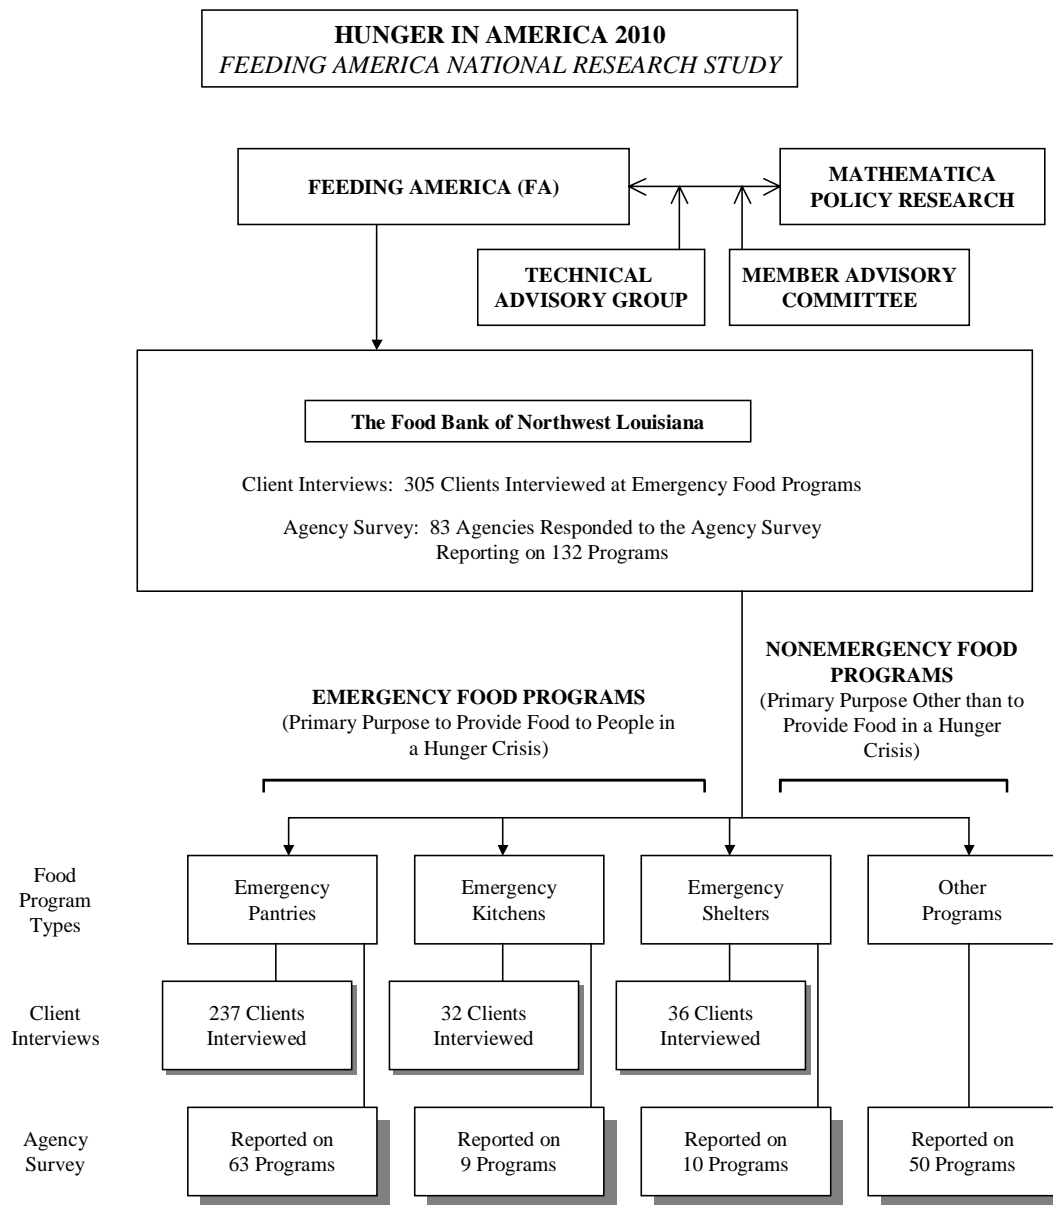 HUNGER IN AMERICA 2010
FEEDING AMERICA NATIONAL RESEARCH STUDY
FEEDING AMERICA (FA)
MATHEMATICA
POLICY RESEARCH
TECHNICAL
ADVISORY GROUP
MEMBER ADVISORY
COMMITTEE
The Food Bank of Northwest Louisiana
Client Interviews:  305 Clients Interviewed at Emergency Food Programs
Agency Survey:  83 Agencies Responded to the Agency Survey
Reporting on 132 Programs
EMERGENCY FOOD PROGRAMS
(Primary Purpose to Provide Food to People in
a Hunger Crisis)
NONEMERGENCY FOOD
PROGRAMS
(Primary Purpose Other than to
Provide Food in a Hunger
Crisis)
Food
Program
Types
Emergency
Pantries
Emergency
Kitchens
Emergency
Shelters
Other
Programs
Client
Interviews
237 Clients
Interviewed
32 Clients
Interviewed
36 Clients
Interviewed
Agency
Survey
Reported on
63 Programs
Reported on
9 Programs
Reported on
10 Programs
Reported on
50 Programs